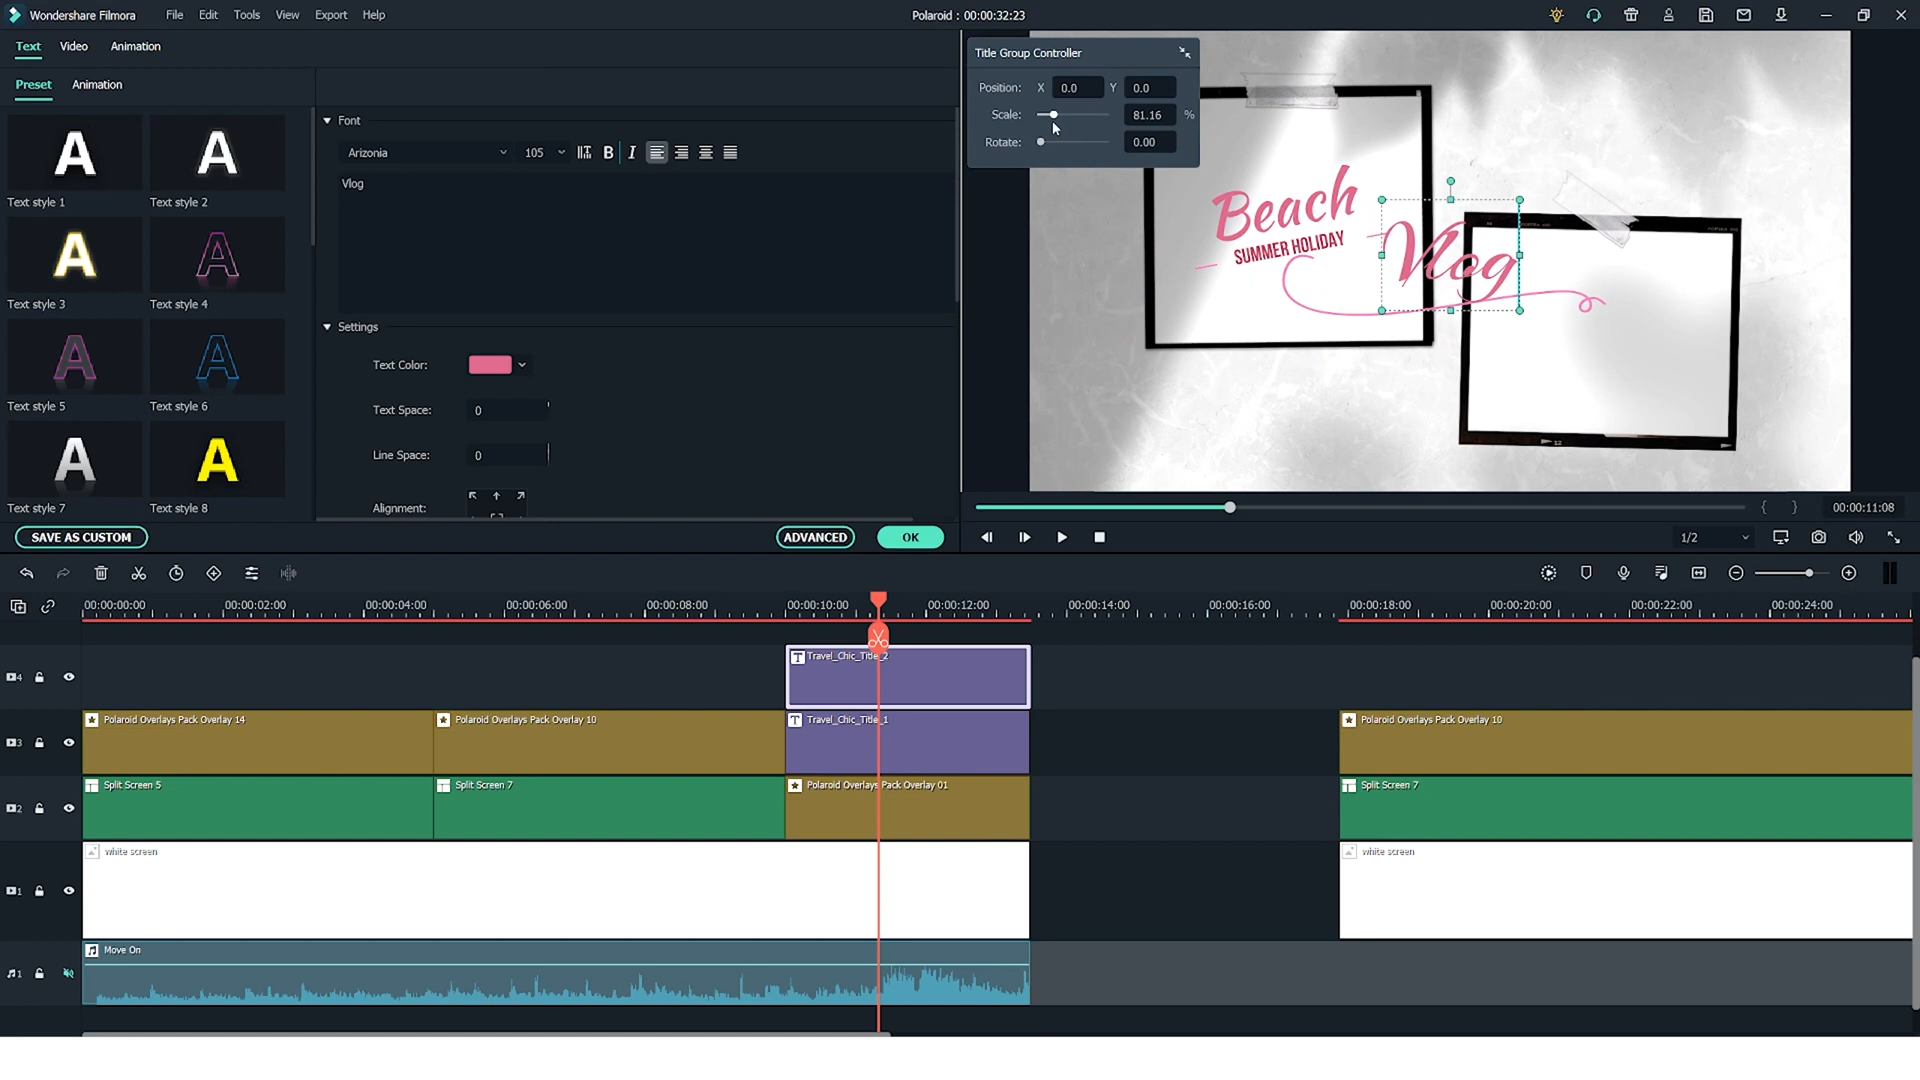 Wondershare Filmora File Edit Tools View Export Help Polaroid : 00:00:32:23
Text Video Animation
Preset Animation
Text style 1 Text style 2
Text style 3 Text style 4
Text style 5 Text style 6
Text style 7 Text style 8
Font
Arizonia 105 B I
Vlog
Settings
Text Color:
Text Space: 0
Line Space: 0
Alignment:
SAVE AS CUSTOM ADVANCED OK
Title Group Controller
Position: X 0.0 Y 0.0
Scale: 81.16 %
Rotate: 0.00
Beach
SUMMER HOLIDAY
Vlog
12
{ } 00:00:11:08
1/2
00:00:00:00 00:00:02:00 00:00:04:00 00:00:06:00 00:00:08:00 00:00:10:00 00:00:12:00 00:00:14:00 00:00:16:00 00:00:18:00 00:00:20:00 00:00:22:00 00:00:24:00
4 T Travel_Chic_Title_2
3 Polaroid Overlays Pack Overlay 14 Polaroid Overlays Pack Overlay 10 T Travel_Chic_Title_1 Polaroid Overlays Pack Overlay 10
2 Split Screen 5 Split Screen 7 Polaroid Overlays Pack Overlay 01 Split Screen 7
1 white screen white screen
1 Move On